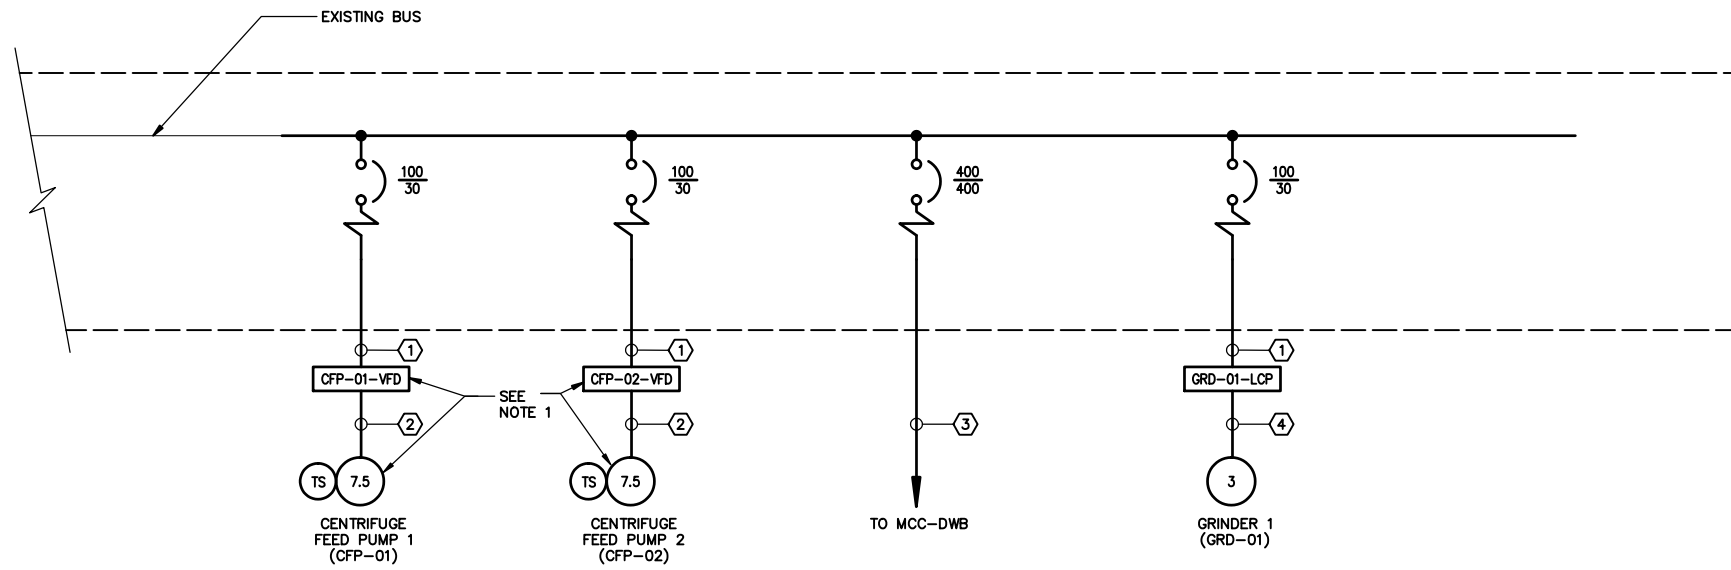 EXISTING BUS
100
30
100
30
400
400
100
30
1
1
1
CFP-01-VFD
CFP-02-VFD
GRD-01-LCP
SEE
NOTE 1
2
2
3
4
TS
7.5
TS
7.5
3
CENTRIFUGE
FEED PUMP 1
(CFP-01)
CENTRIFUGE
FEED PUMP 2
(CFP-02)
TO MCC-DWB
GRINDER 1
(GRD-01)